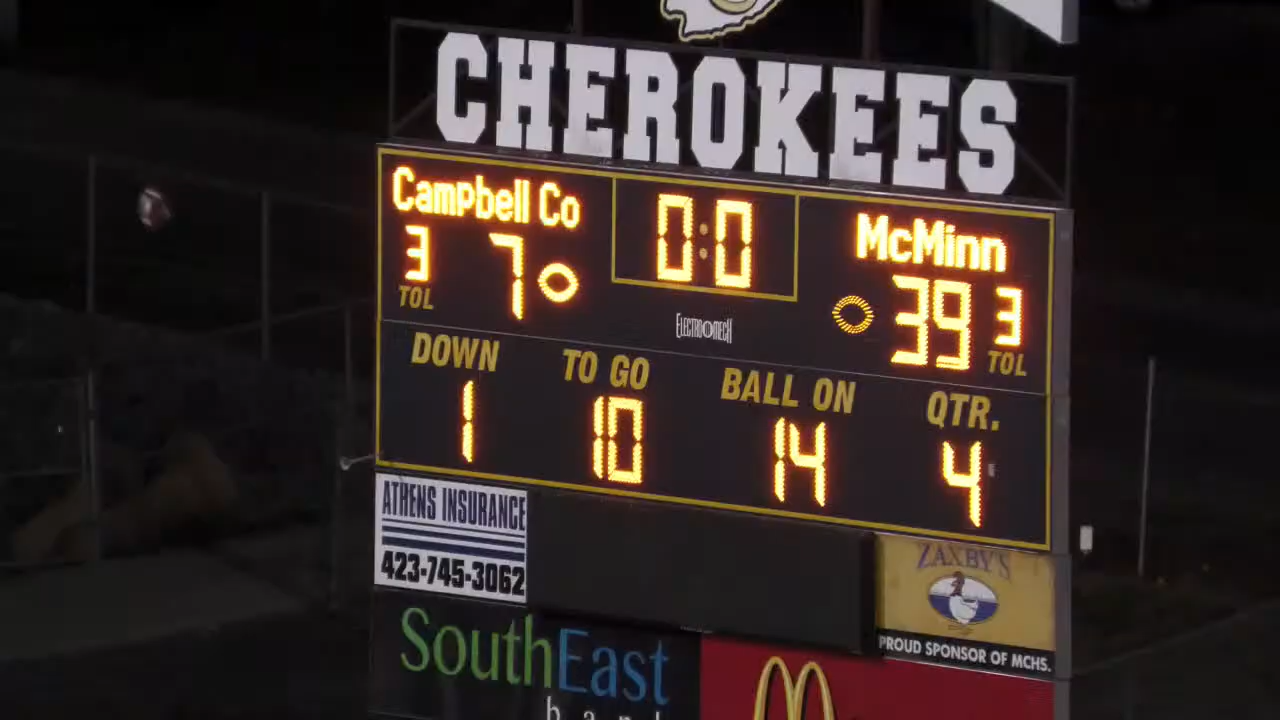 CHEROKEES
Campbell Co
0:0
McMinn
3
7
39
3
TOL
ELECTRO-MECH
TOL
DOWN
TO GO
BALL ON
QTR.
1
10
14
4
ATHENS INSURANCE
423-745-3062
ZAXBY'S
PROUD SPONSOR OF MCHS.
SouthEast